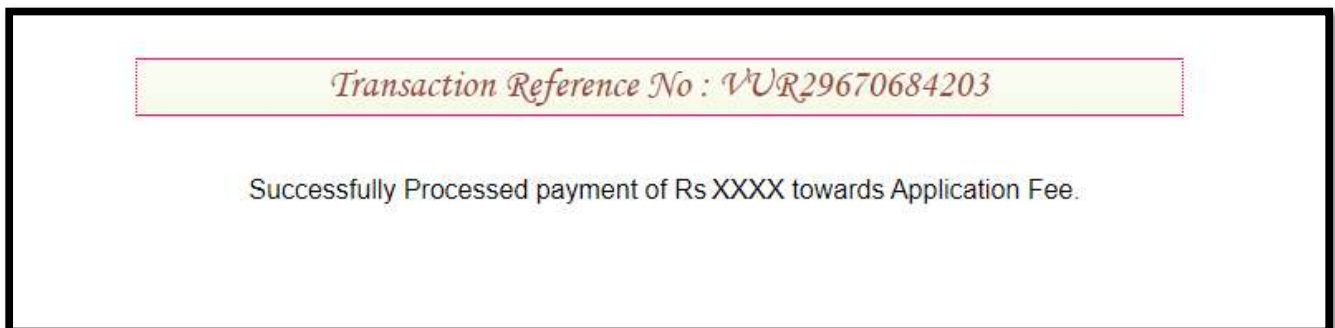 Transaction Reference No : VUR29670684203
Successfully Processed payment of Rs XXXX towards Application Fee.